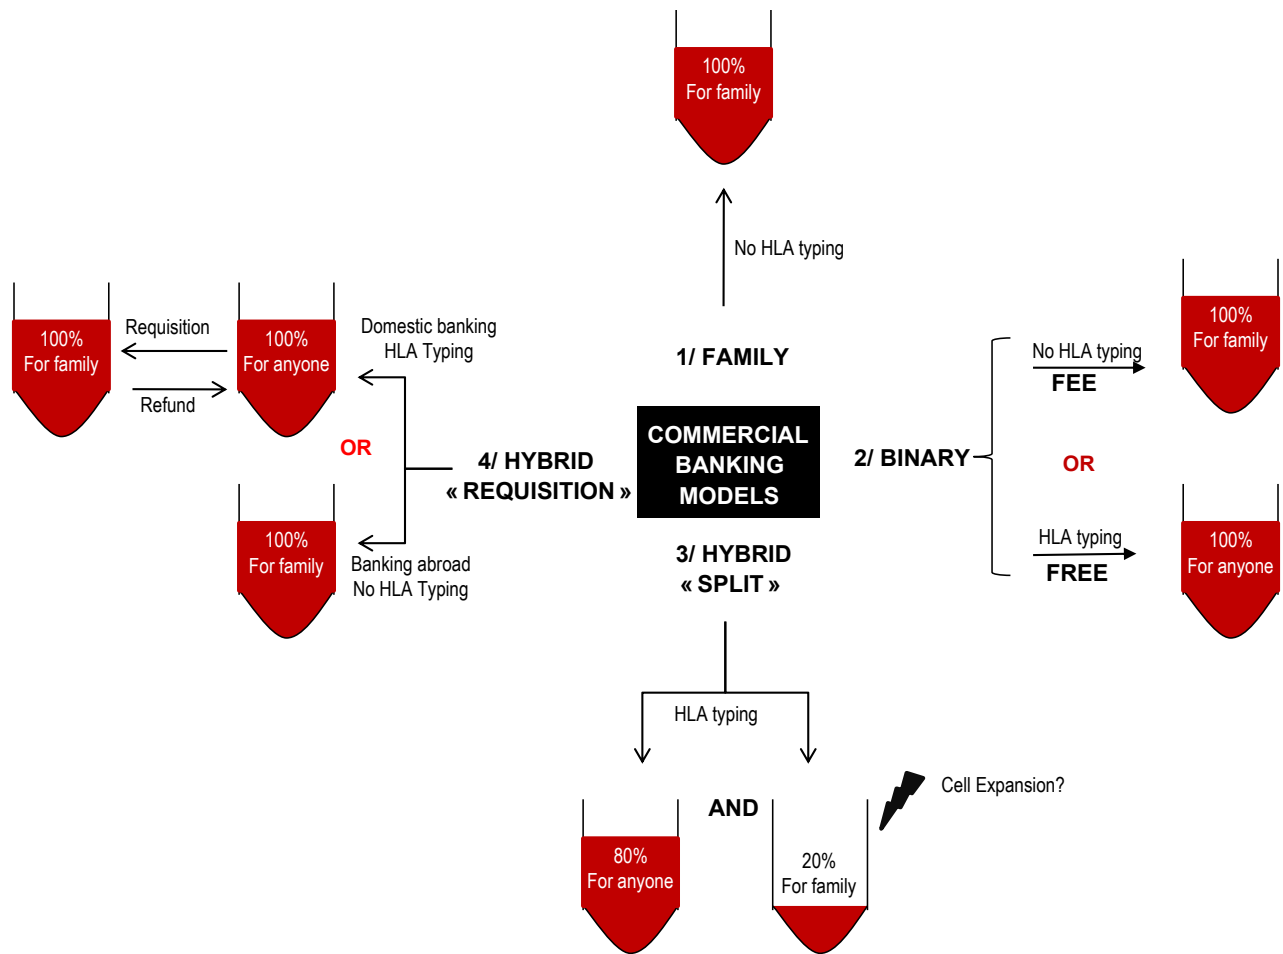 100%
For family
No HLA typing
1/ FAMILY
COMMERCIAL
BANKING
MODELS
2/ BINARY
No HLA typing
FEE
100%
For family
OR
HLA typing
FREE
100%
For anyone
3/ HYBRID
« SPLIT »
HLA typing
80%
For anyone
AND
20%
For family
Cell Expansion?
4/ HYBRID
« REQUISITION »
Domestic banking
HLA Typing
100%
For anyone
Requisition
Refund
100%
For family
OR
Banking abroad
No HLA Typing
100%
For family